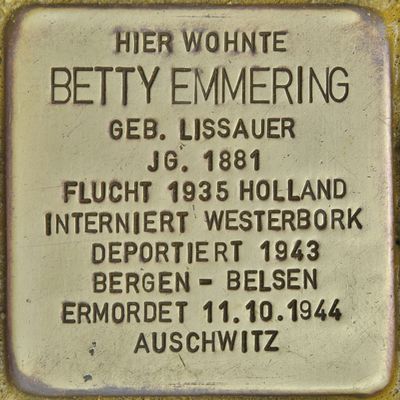 HIER WOHNTE
BETTY EMMERING
GEB. LISSAUER
JG. 1881
FLUCHT 1935 HOLLAND
INTERNIERT WESTERBORK
DEPORTIERT 1943
BERGEN - BELSEN
ERMORDET 11.10.1944
AUSCHWITZ